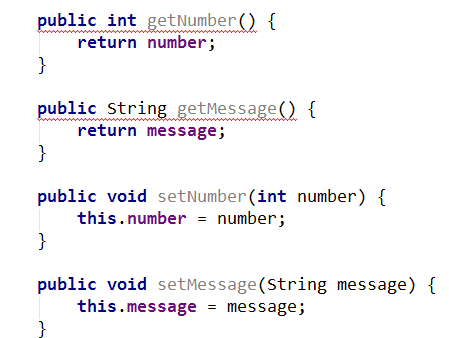 public int getNumber() {
    return number;
}

public String getMessage() {
    return message;
}

public void setNumber(int number) {
    this.number = number;
}

public void setMessage(String message) {
    this.message = message;
}